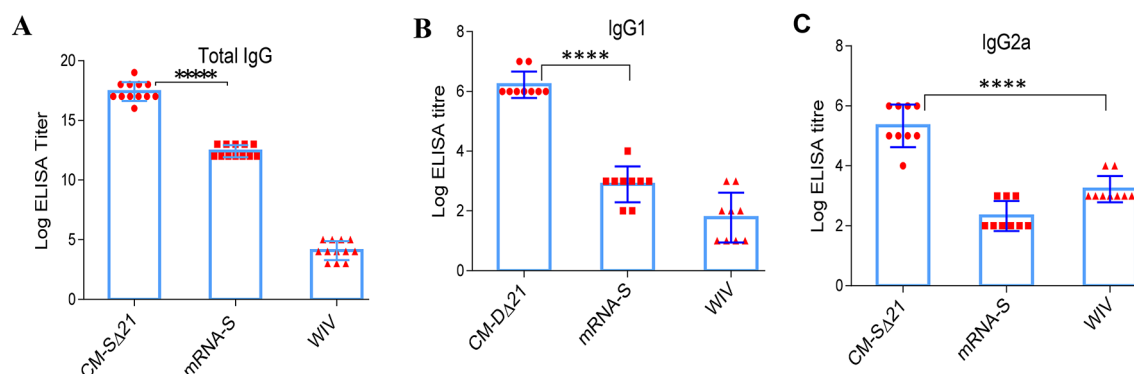 A
Total IgG
*****
Log ELISA Titer
20
15
10
5
0
CM-SΔ21
mRNA-S
WIV
B
IgG1
****
Log ELISA titre
8
6
4
2
0
CM-DΔ21
mRNA-S
WIV
C
IgG2a
****
Log ELISA titre
8
6
4
2
0
CM-SΔ21
mRNA-S
WIV